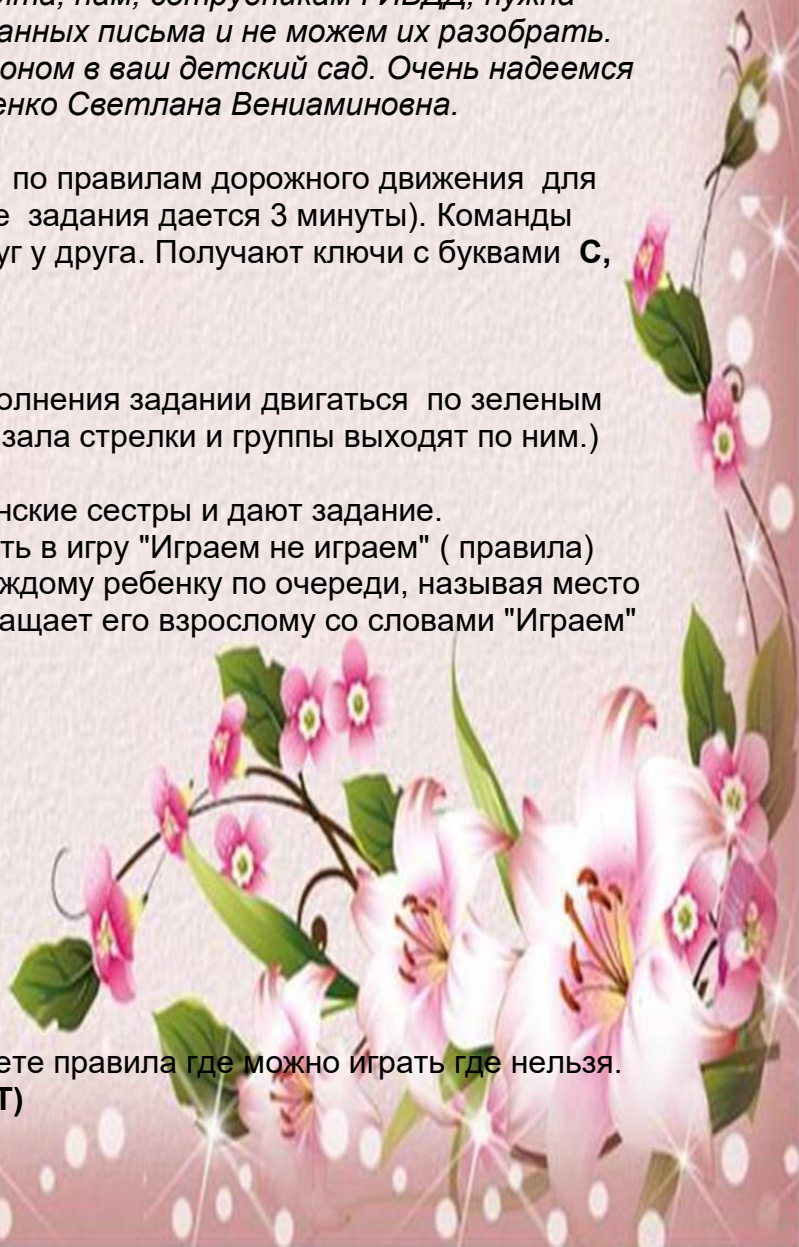 нам, сотрудникам ГИБДД, нужна
анных письма и не можем их разобрать.
оном в ваш детский сад. Очень надеемся
енко Светлана Вениаминовна.
по правилам дорожного движения для
е задания дается 3 минуты). Команды
уг у друга. Получают ключи с буквами С,
олнения задании двигаться по зеленым
зала стрелки и группы выходят по ним.)
нские сестры и дают задание.
ть в игру "Играем не играем" ( правила)
ждому ребенку по очереди, называя место
ащает его взрослому со словами "Играем"
ете правила где можно играть где нельзя.
Т)